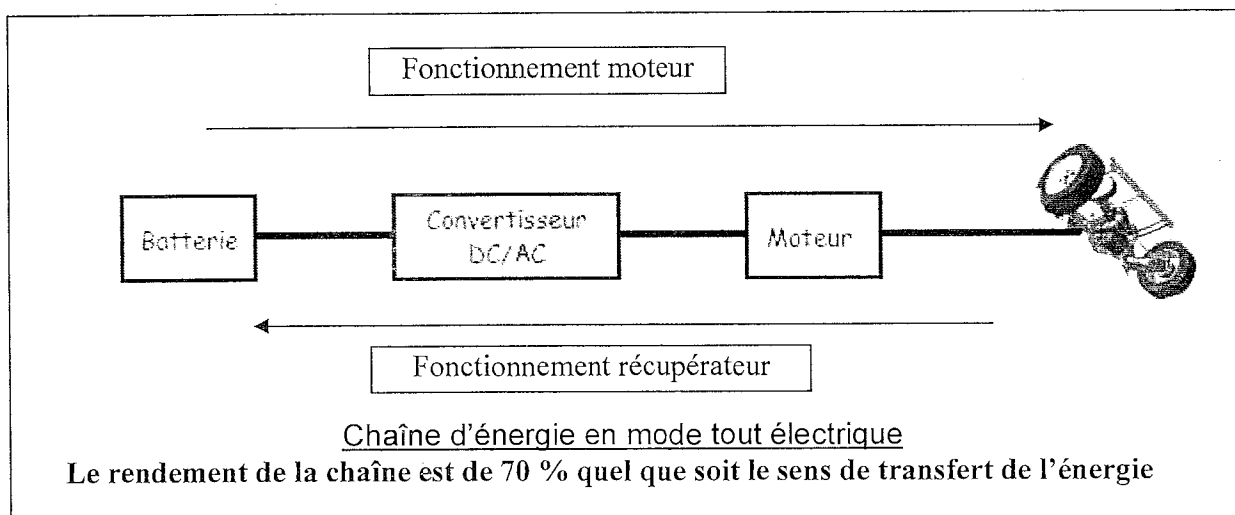 Fonctionnement moteur
Batterie
Convertisseur
DC/AC
Moteur
Fonctionnement récupérateur
Chaîne d'énergie en mode tout électrique
Le rendement de la chaîne est de 70 % quel que soit le sens de transfert de l'énergie